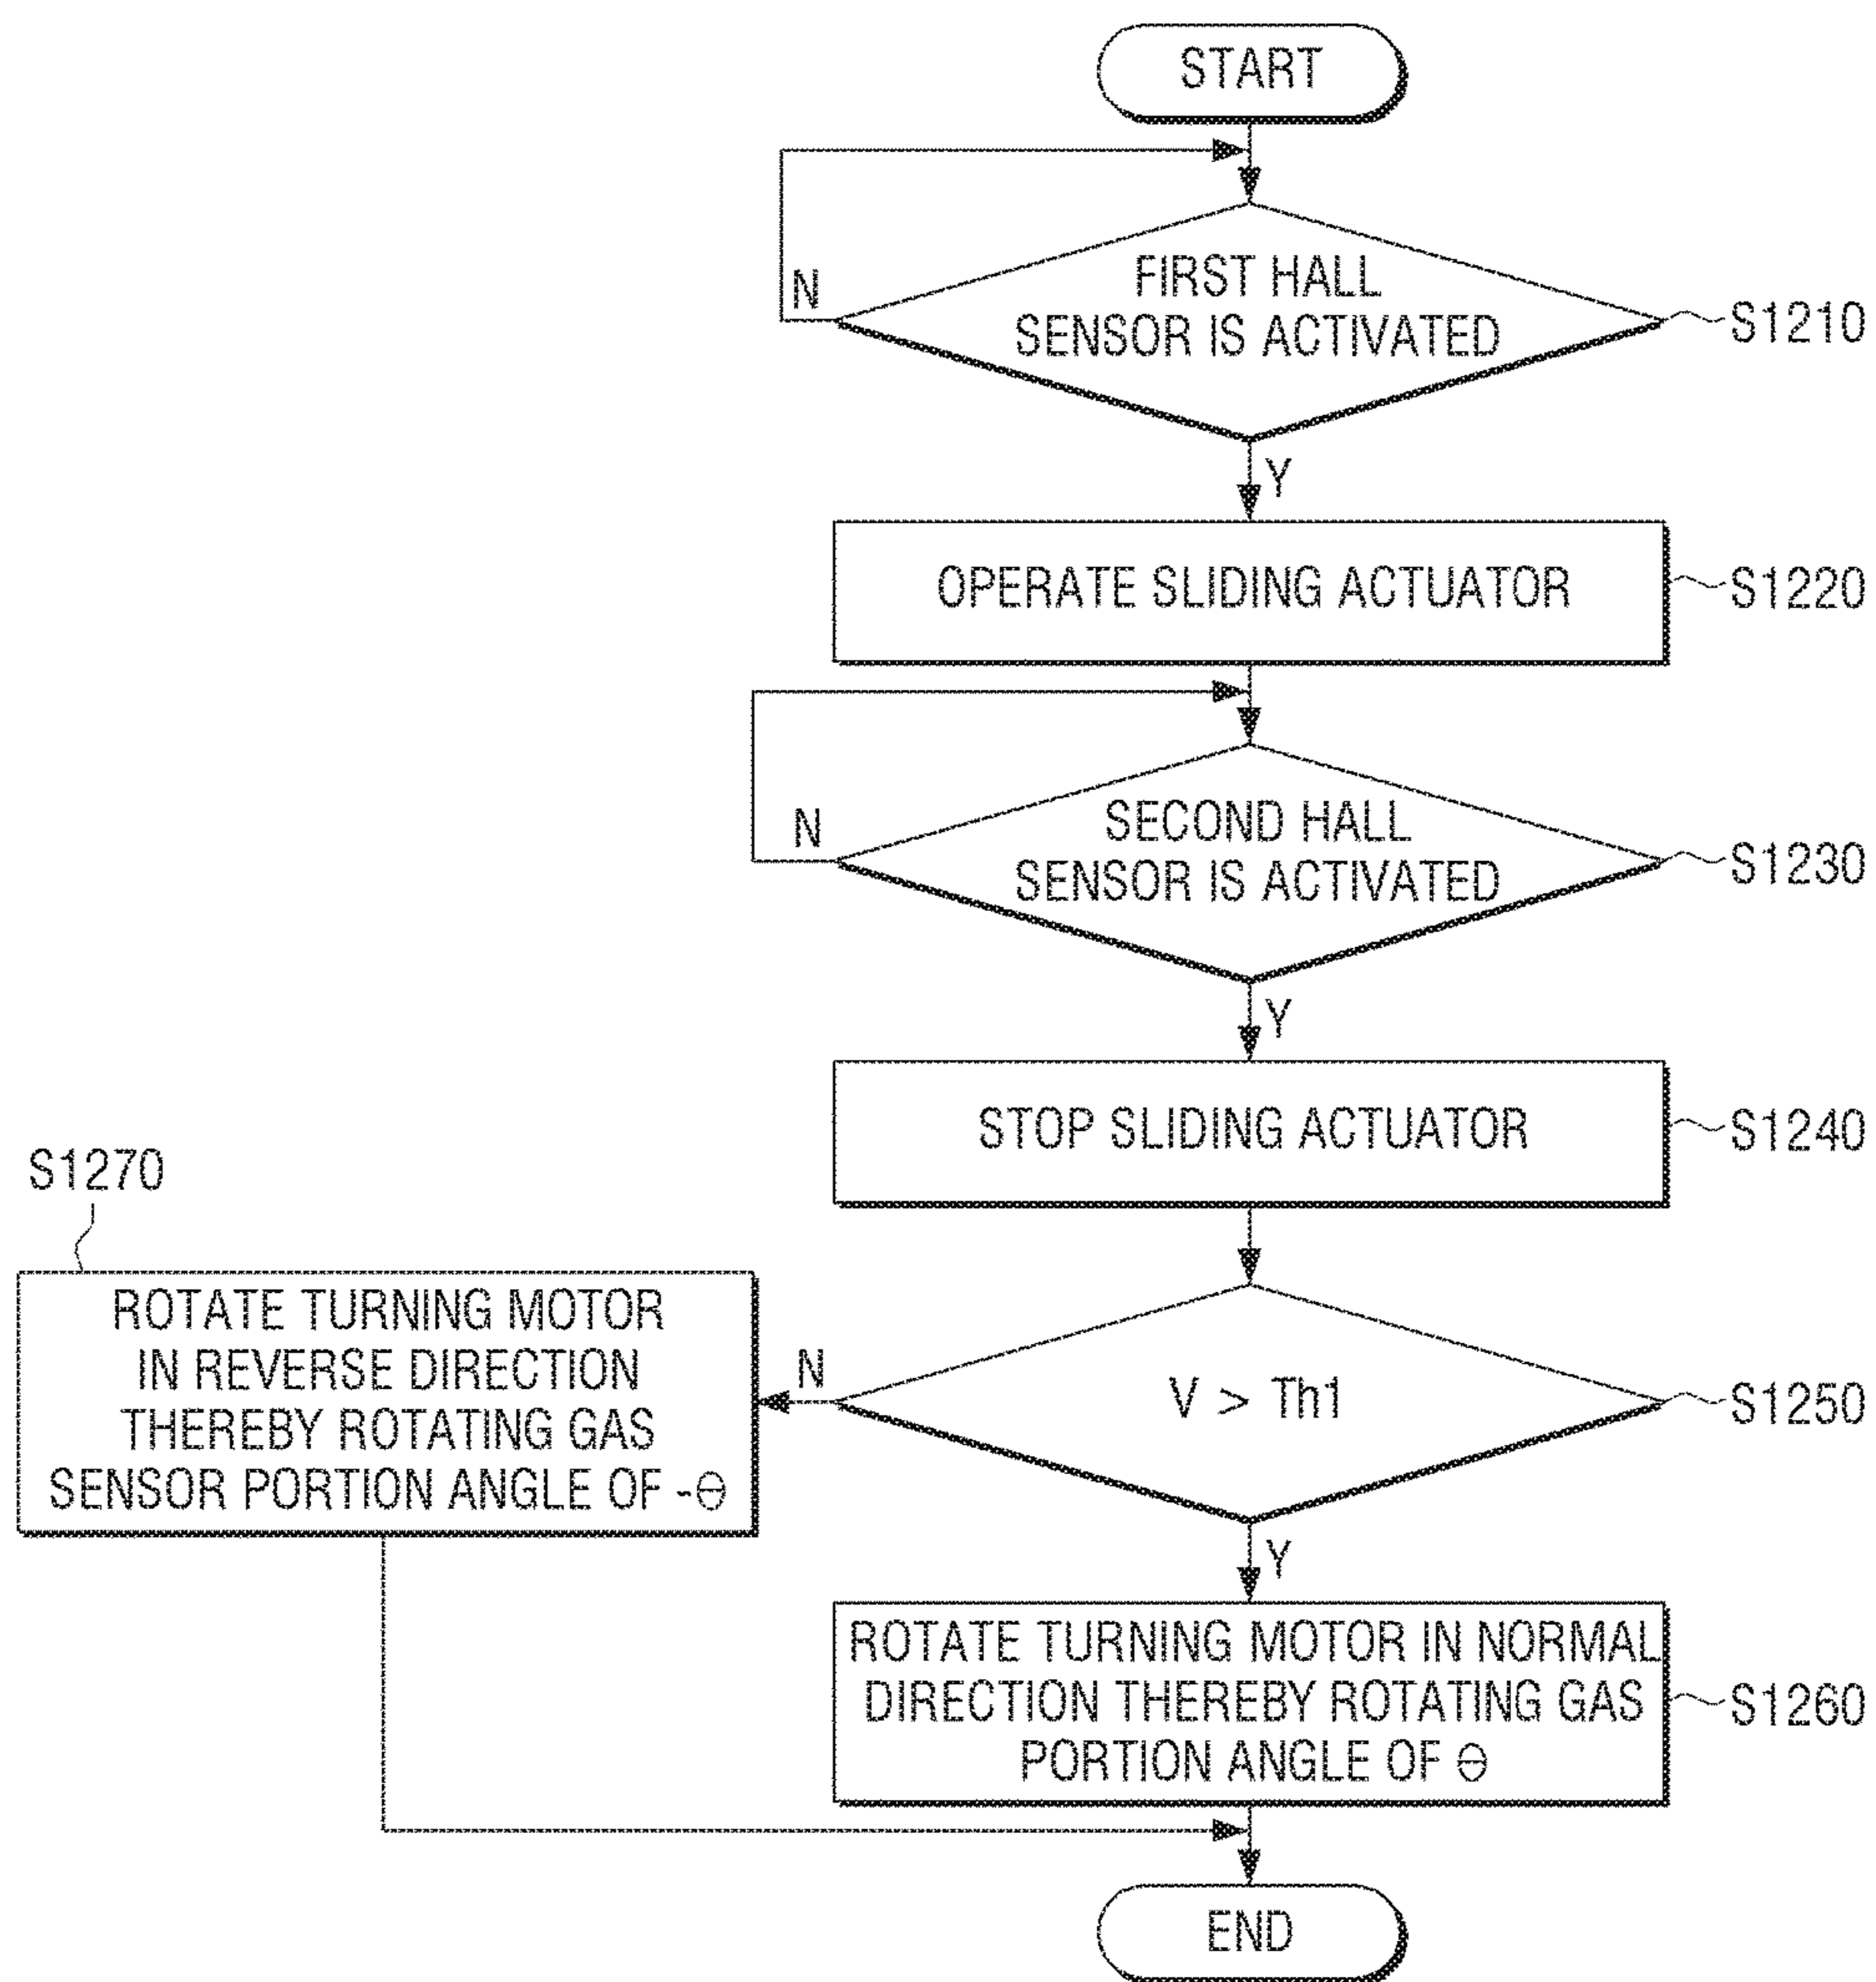 START
N
FIRST HALL
SENSOR IS ACTIVATED
S1210
Y
OPERATE SLIDING ACTUATOR
S1220
N
SECOND HALL
SENSOR IS ACTIVATED
S1230
Y
STOP SLIDING ACTUATOR
S1240
S1270
ROTATE TURNING MOTOR
IN REVERSE DIRECTION
THEREBY ROTATING GAS
SENSOR PORTION ANGLE OF -θ
N
V > Th1
S1250
Y
ROTATE TURNING MOTOR IN NORMAL
DIRECTION THEREBY ROTATING GAS
PORTION ANGLE OF θ
S1260
END